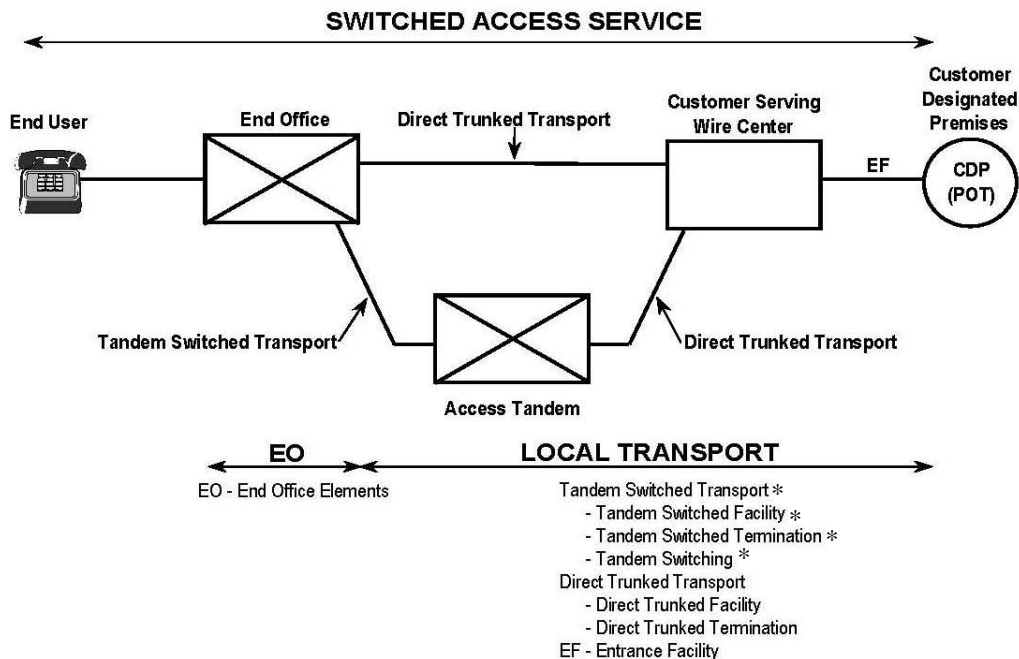 SWITCHED ACCESS SERVICE
Customer
Designated
Premises
End User
End Office
Direct Trunked Transport
Customer Serving
Wire Center
EF
CDP
(POT)
Tandem Switched Transport
Direct Trunked Transport
Access Tandem
EO
LOCAL TRANSPORT
EO - End Office Elements
Tandem Switched Transport *
- Tandem Switched Facility *
- Tandem Switched Termination *
- Tandem Switching *
Direct Trunked Transport
- Direct Trunked Facility
- Direct Trunked Termination
EF - Entrance Facility